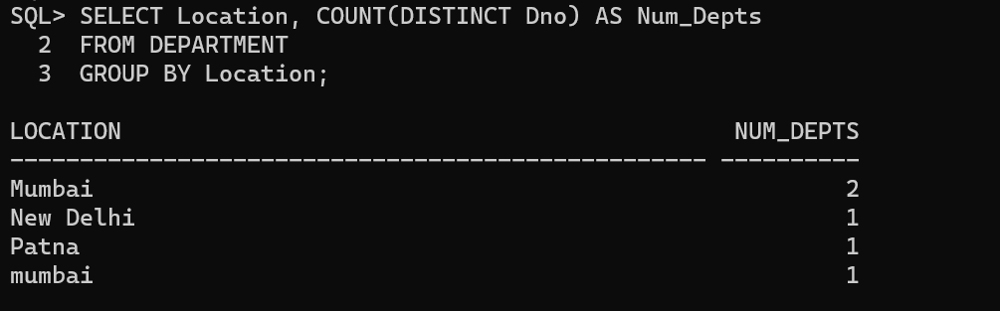 SQL> SELECT Location, COUNT(DISTINCT Dno) AS Num_Depts
  2  FROM DEPARTMENT
  3  GROUP BY Location;

LOCATION                                            NUM_DEPTS
-------------------------------------------------- ----------
Mumbai                                                      2
New Delhi                                                   1
Patna                                                       1
mumbai                                                      1